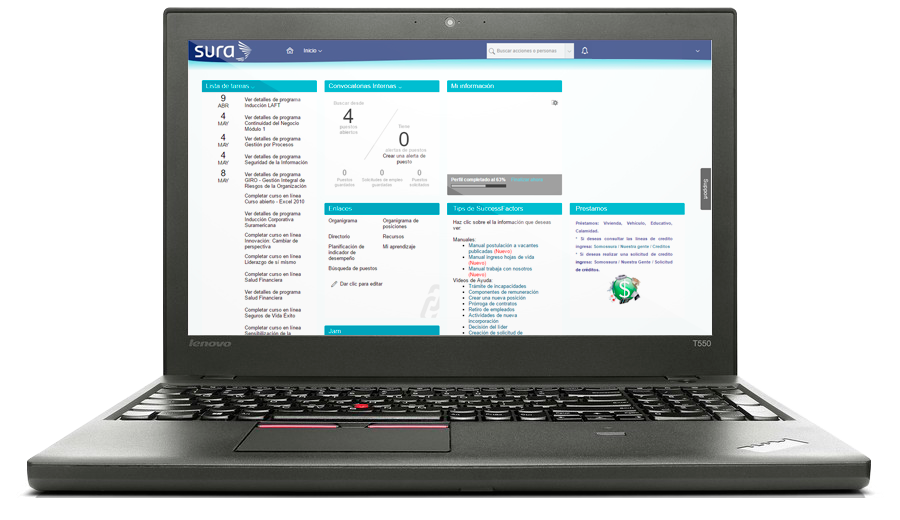 sura
Inicio
Buscar acciones o personas
Lista de tareas ..
9
ABR
Ver detalles de programa
Inducción LAFT
4
MAY
Ver detalles de programa
Continuidad del Negocio
Módulo 1
4
MAY
Ver detalles de programa
Gestión por Procesos
4
MAY
Ver detalles de programa
Seguridad de la Información
8
MAY
Ver detalles de programa
GIRO - Gestión Integral de
Riesgos de la Organización
Completar curso en línea
Curso abierto - Excel 2010
Ver detalles de programa
Educción Corporativa
Suramericana
Completar curso en línea
Innovación: Cambiar de
perspectiva
Completar curso en línea
Liderazgo de sí mismo
Completar curso en línea
Salud Financiera
Ver detalles de programa
Salud Financiera
Completar curso en línea
Seguros de Vida Éxito
Completar curso en línea
Sensibilización de la
Convocatorias Internas ..
Buscar desde
4
puestos
abiertos
Tiene
0
alertas de puestos
Crear una alerta de
puesto
0
Puestos
guardados
0
Solicitudes de empleo
guardadas
0
Puestos
solicitados
Mi información
Perfil completado al 63%
Support
Enlaces
Organigrama
Organigrama de
posiciones
Directorio
Recursos
Planificación de
indicador de
desempeño
Mi aprendizaje
Búsqueda de puestos
Dar clic para editar
Jam
Tips de SuccessFactors
Haz clic sobre el la información que deseas
ver:
Manuales:
Manual postulación a vacantes
publicadas (Nuevo)
Manual ingreso hojas de vida
(Nuevo)
Manual trabaja con nosotros
(Nuevo)
Videos de Ayuda:
Trámite de incapacidades
Componentes de remuneración
Crear una nueva posición
Prórroga de contratos
Retiro de empleados
Actividades de nueva
incorporación
Decisión del líder
Creación de solicitud de
Préstamos
Préstamos: Vivienda, Vehículo, Educativo,
Calamidad.
* Si deseas consultar las líneas de crédito
ingresa: Somossura / Nuestra gente / Créditos
* Si deseas realizar una solicitud de crédito
ingresa: Somossura / Nuestra Gente / Solicitud
de créditos.
lenovo
T550